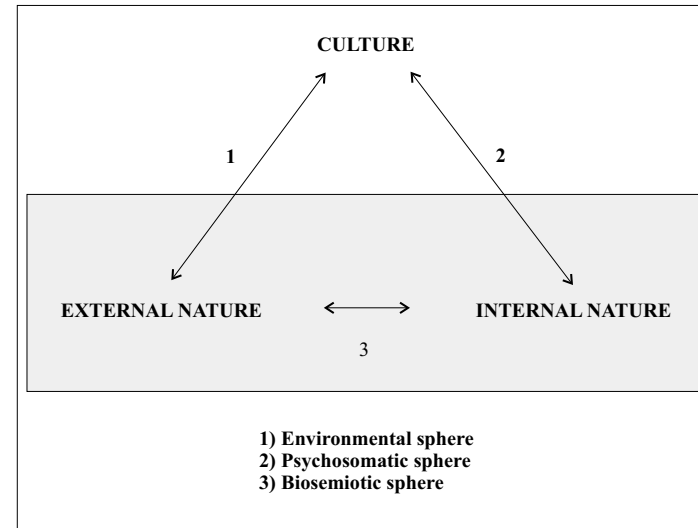 CULTURE
1
2
EXTERNAL NATURE
INTERNAL NATURE
3
1) Environmental sphere
2) Psychosomatic sphere
3) Biosemiotic sphere